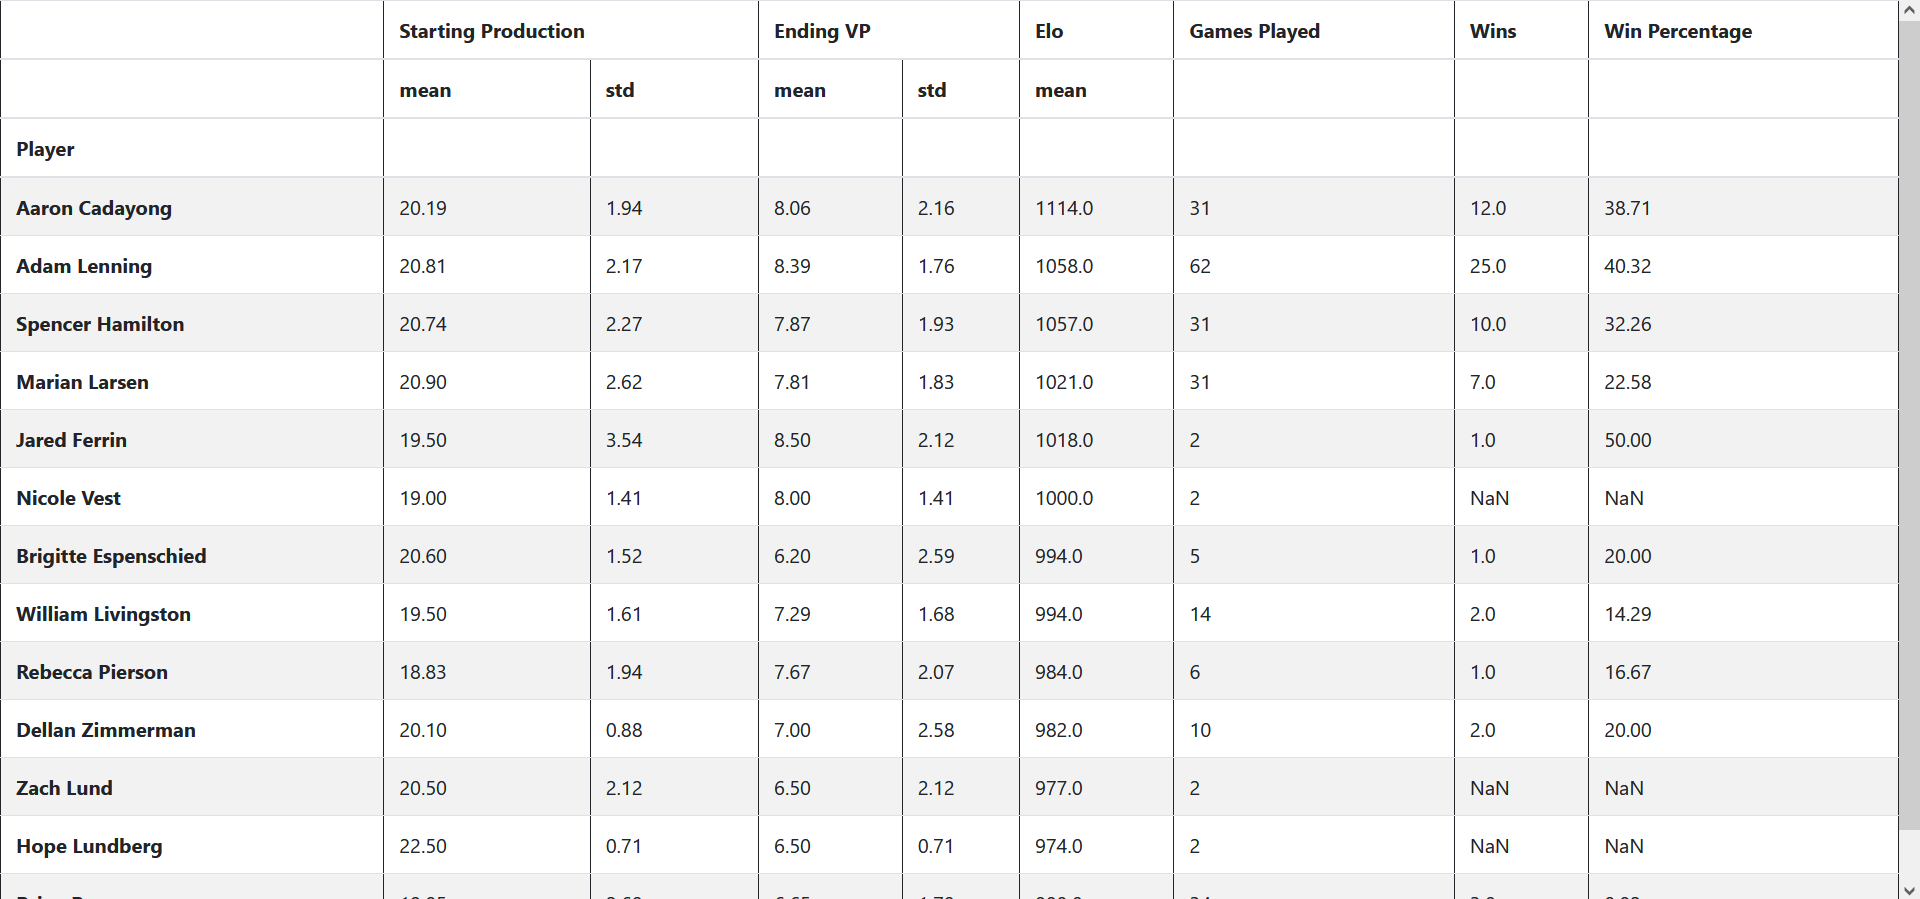 Starting Production Ending VP Elo Games Played Wins Win Percentage
mean std mean std mean
Player
Aaron Cadayong 20.19 1.94 8.06 2.16 1114.0 31 12.0 38.71
Adam Lenning 20.81 2.17 8.39 1.76 1058.0 62 25.0 40.32
Spencer Hamilton 20.74 2.27 7.87 1.93 1057.0 31 10.0 32.26
Marian Larsen 20.90 2.62 7.81 1.83 1021.0 31 7.0 22.58
Jared Ferrin 19.50 3.54 8.50 2.12 1018.0 2 1.0 50.00
Nicole Vest 19.00 1.41 8.00 1.41 1000.0 2 NaN NaN
Brigitte Espenschied 20.60 1.52 6.20 2.59 994.0 5 1.0 20.00
William Livingston 19.50 1.61 7.29 1.68 994.0 14 2.0 14.29
Rebecca Pierson 18.83 1.94 7.67 2.07 984.0 6 1.0 16.67
Dellan Zimmerman 20.10 0.88 7.00 2.58 982.0 10 2.0 20.00
Zach Lund 20.50 2.12 6.50 2.12 977.0 2 NaN NaN
Hope Lundberg 22.50 0.71 6.50 0.71 974.0 2 NaN NaN